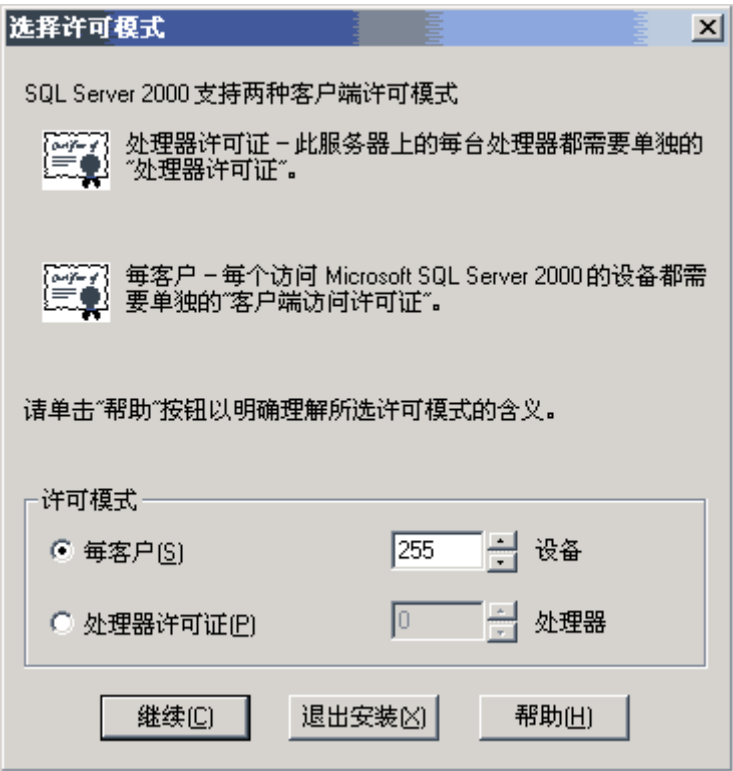 选择许可模式
SQL Server 2000 支持两种客户端许可模式
处理器许可证 - 此服务器上的每台处理器都需要单独的
"处理器许可证"。
每客户 - 每个访问 Microsoft SQL Server 2000 的设备都需
要单独的"客户端访问许可证"。
请单击"帮助"按钮以明确理解所选许可模式的含义。
许可模式
每客户(S) 255 设备
处理器许可证(P) 0 处理器
继续(C) 退出安装(X) 帮助(H)